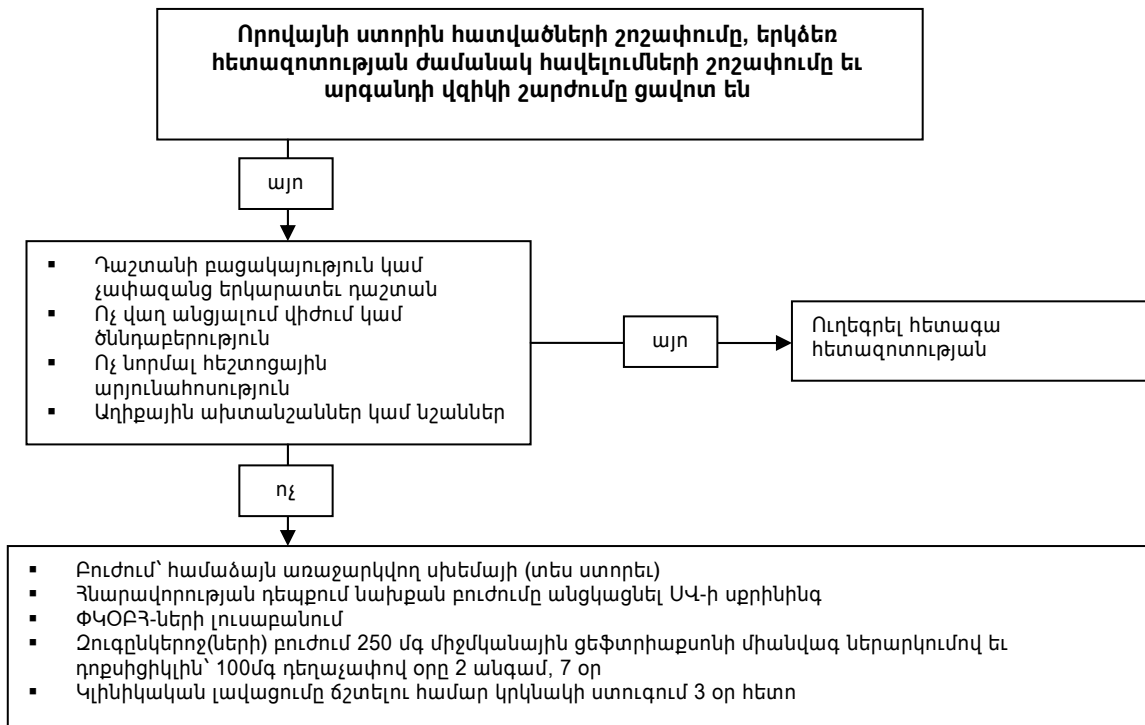 Որովայնի ստորին հատվածների շոշափումը, երկձեռ
հետազոտության ժամանակ հավելումների շոշափումը եւ
արգանդի վզիկի շարժումը ցավոտ են
այո
▪ Դաշտանի բացակայություն կամ
չափազանց երկարատեւ դաշտան
▪ Ոչ վաղ անցյալում վիժում կամ
ծննդաբերություն
▪ Ոչ նորմալ հեշտոցային
արյունահոսություն
▪ Աղիքային ախտանշաններ կամ նշաններ
այո
Ուղեգրել հետագա
հետազոտության
ոչ
▪ Բուժում՝ համաձայն առաջարկվող սխեմայի (տես ստորեւ)
▪ Հնարավորության դեպքում նախքան բուժումը անցկացնել ՍՎ-ի սքրինինգ
▪ ՓԿՕԲՀ-ների լուսաբանում
▪ Զուգընկերոջ(ների) բուժում 250 մգ միջմկանային ցեֆտրիաքսոնի միանվագ ներարկումով եւ
դոքսիցիկլին՝ 100մգ դեղաչափով օրը 2 անգամ, 7 օր
▪ Կլինիկական լավացումը ճշտելու համար կրկնակի ստուգում 3 օր հետո